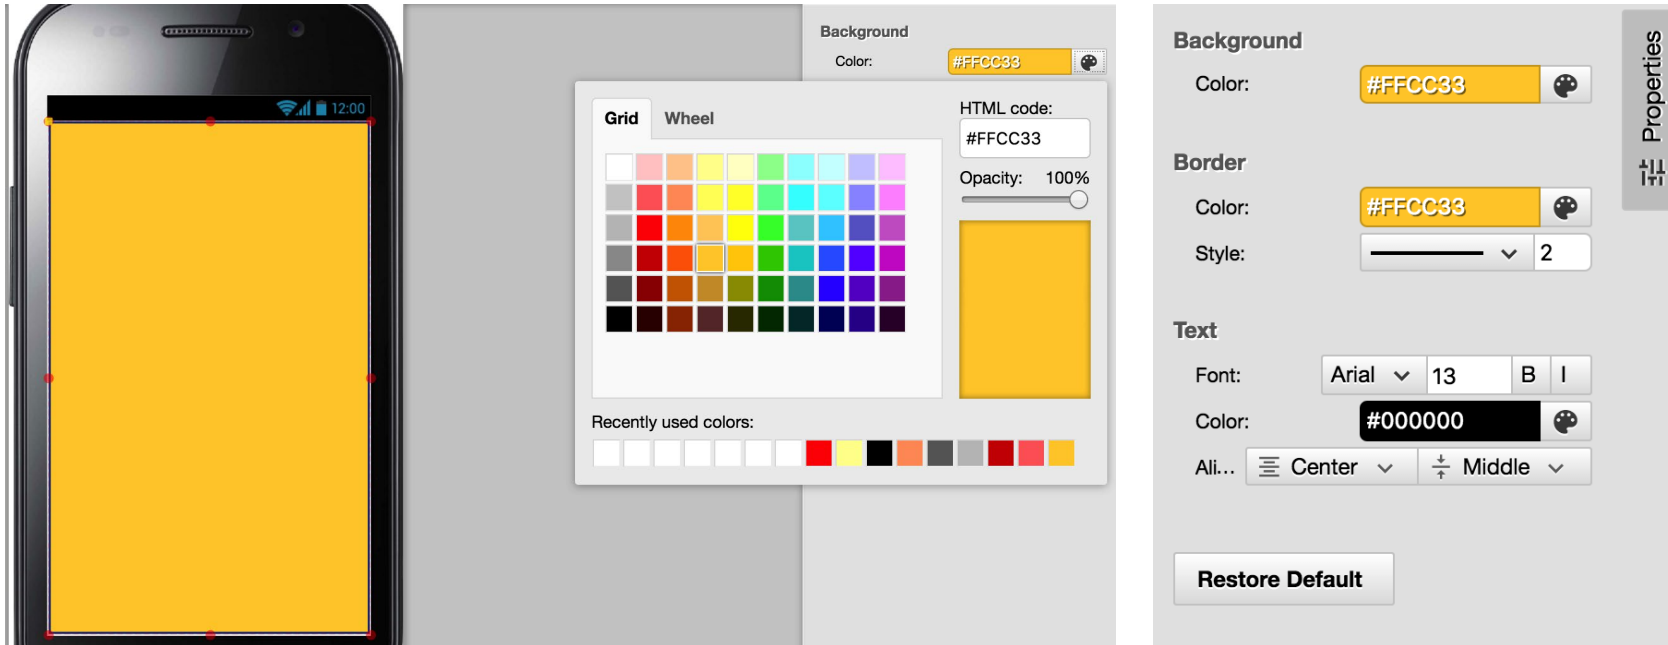 12:00
Background
Color: #FFCC33
Grid Wheel
HTML code:
#FFCC33
Opacity: 100%
Recently used colors:
Background
Color: #FFCC33
Border
Color: #FFCC33
Style: 2
Text
Font: Arial 13 B I
Color: #000000
Ali... Center Middle
Restore Default
Properties